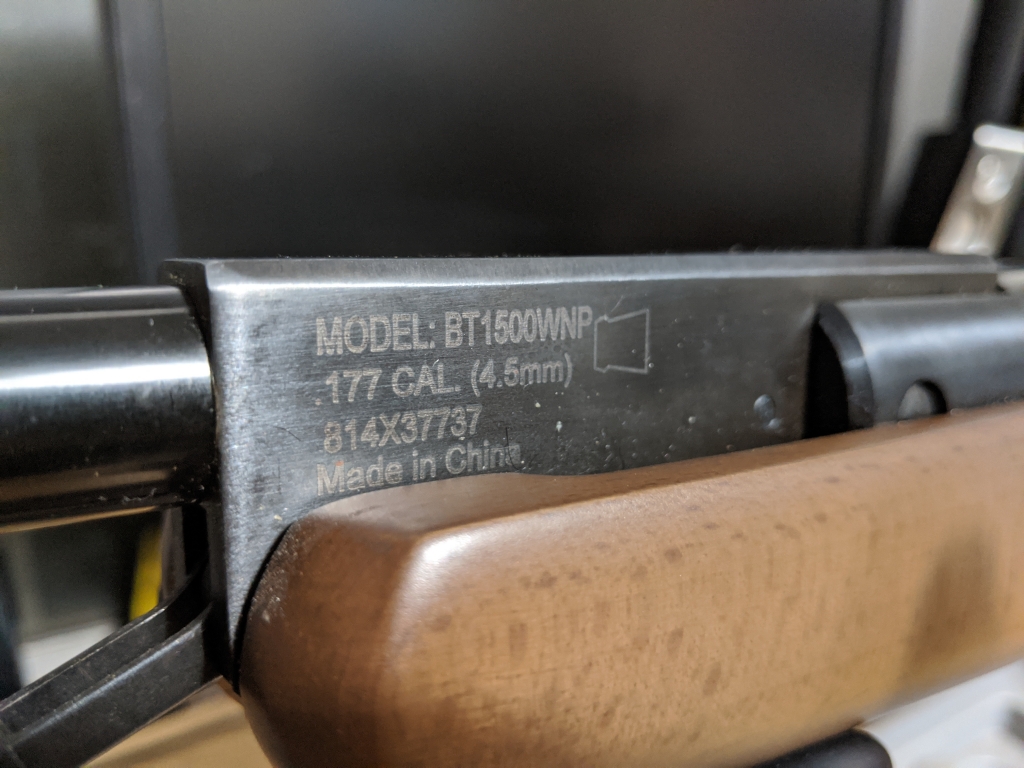 MODEL: BT1500WNP
.177 CAL. (4.5mm)
814X37737
Made in China